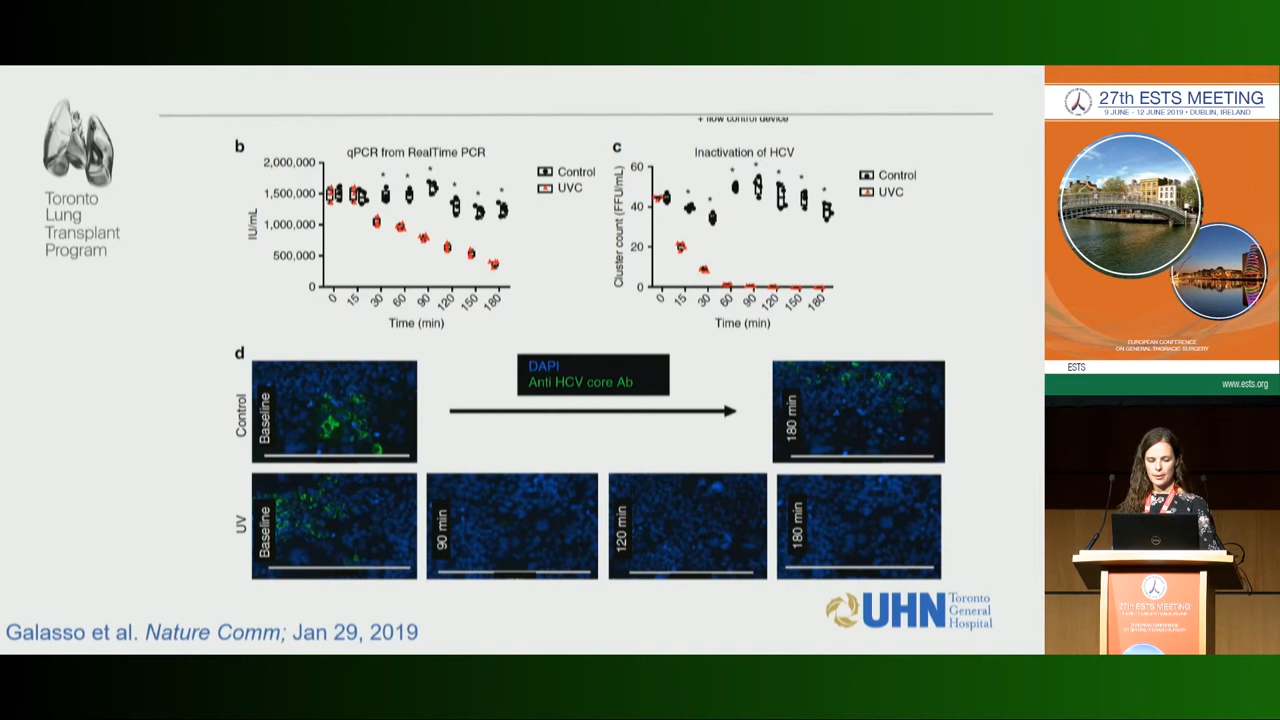 Toronto
Lung
Transplant
Program
+ flow control device
b
qPCR from RealTime PCR
2,000,000
1,500,000
1,000,000
500,000
0
IU/mL
Control
UVC
0 15 30 60 90 120 150 180
Time (min)
c
Inactivation of HCV
60
40
20
0
Cluster count (FFU/mL)
Control
UVC
0 15 30 60 90 120 150 180
Time (min)
d
DAPI
Anti HCV core Ab
Control
Baseline
180 min
UV
Baseline
90 min
120 min
180 min
UHN
Toronto
General
Hospital
Galasso et al. Nature Comm; Jan 29, 2019
27th ESTS MEETING
9 JUNE - 12 JUNE 2019 • DUBLIN, IRELAND
EUROPEAN CONFERENCE
ON GENERAL THORACIC SURGERY
ESTS
www.ests.org
27th ESTS MEETING